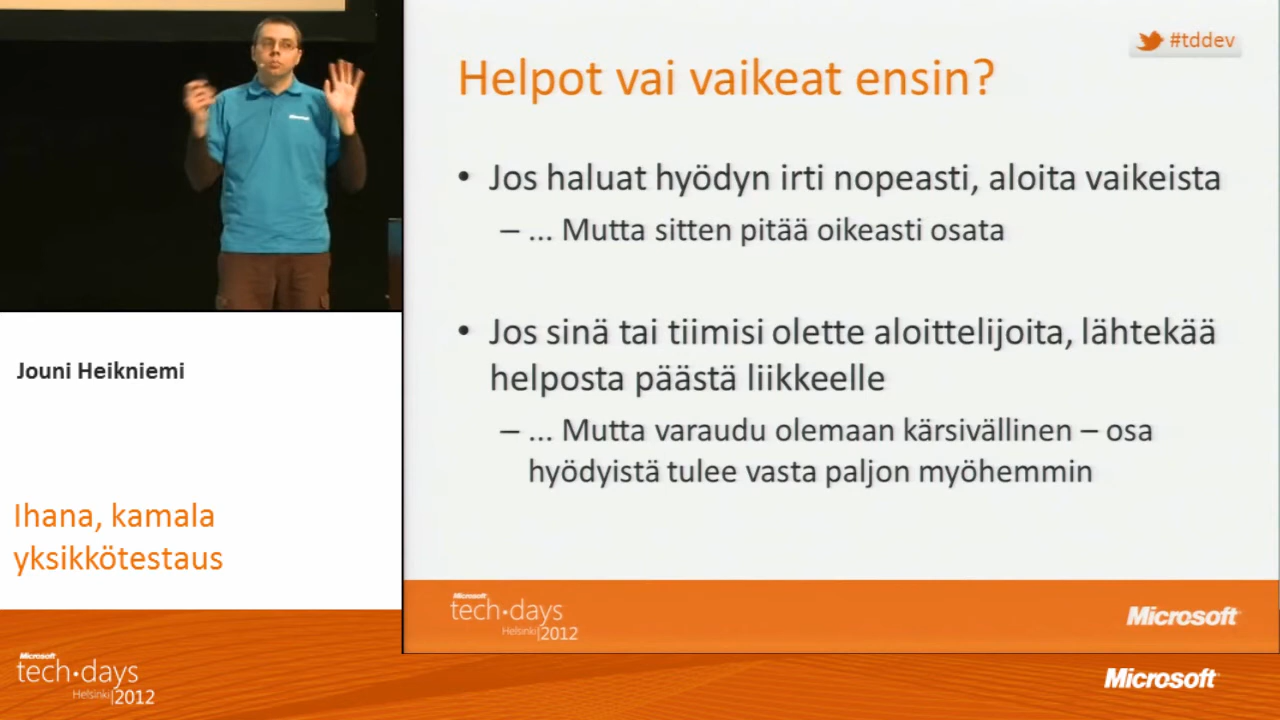 #tddev
Helpot vai vaikeat ensin?
• Jos haluat hyödyn irti nopeasti, aloita vaikeista
– ... Mutta sitten pitää oikeasti osata
• Jos sinä tai tiimisi olette aloittelijoita, lähtekää
helposta päästä liikkeelle
– ... Mutta varaudu olemaan kärsivällinen – osa
hyödyistä tulee vasta paljon myöhemmin
Microsoft
tech·days
Helsinki|2012
Microsoft
Jouni Heikniemi
Ihana, kamala
yksikkötestaus
Microsoft
tech·days
Helsinki|2012
Microsoft